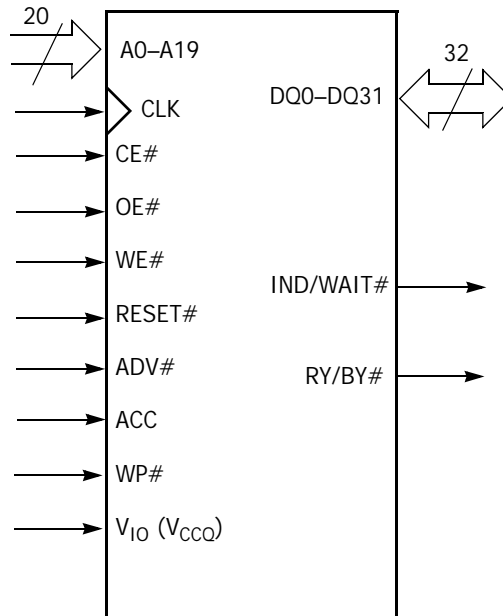 20
A0–A19
32
DQ0–DQ31
CLK
CE#
OE#
WE#
IND/WAIT#
RESET#
ADV#
RY/BY#
ACC
WP#
V_IO (V_CCQ)